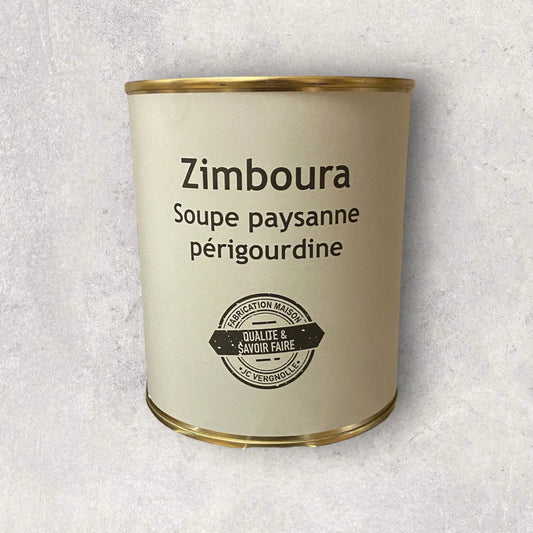 Zimboura
Soupe paysanne
périgourdine
FABRICATION MAISON
QUALITE &
SAVOIR FAIRE
• JC VERGNOLLE •